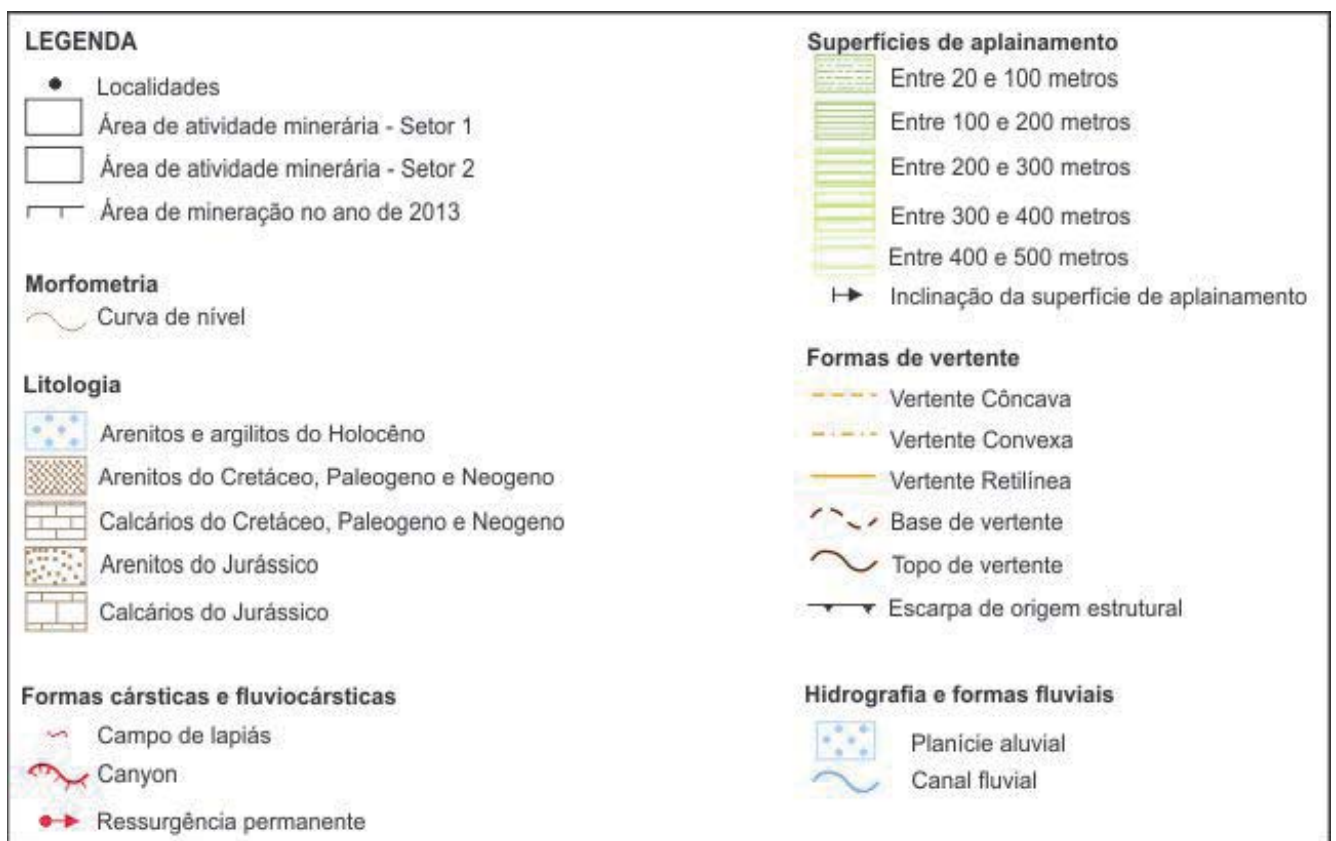 LEGENDA
Localidades
Área de atividade minerária - Setor 1
Área de atividade minerária - Setor 2
Área de mineração no ano de 2013
Morfometria
Curva de nível
Litologia
Arenitos e argilitos do Holocêno
Arenitos do Cretáceo, Paleogeno e Neogeno
Calcários do Cretáceo, Paleogeno e Neogeno
Arenitos do Jurássico
Calcários do Jurássico
Formas cársticas e fluviocársticas
Campo de lapiás
Canyon
Ressurgência permanente
Superfícies de aplainamento
Entre 20 e 100 metros
Entre 100 e 200 metros
Entre 200 e 300 metros
Entre 300 e 400 metros
Entre 400 e 500 metros
Inclinação da superfície de aplainamento
Formas de vertente
Vertente Côncava
Vertente Convexa
Vertente Retilínea
Base de vertente
Topo de vertente
Escarpa de origem estrutural
Hidrografia e formas fluviais
Planície aluvial
Canal fluvial